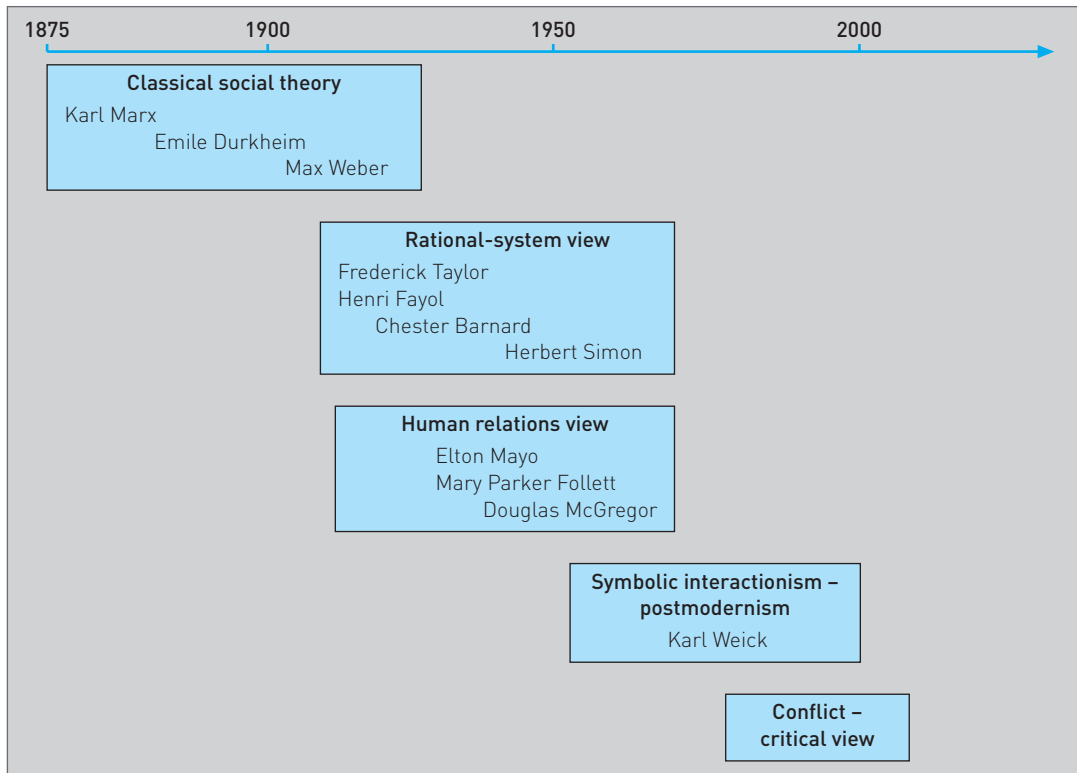 1875 1900 1950 2000
Classical social theory
Karl Marx
Emile Durkheim
Max Weber
Rational-system view
Frederick Taylor
Henri Fayol
Chester Barnard
Herbert Simon
Human relations view
Elton Mayo
Mary Parker Follett
Douglas McGregor
Symbolic interactionism –
postmodernism
Karl Weick
Conflict –
critical view